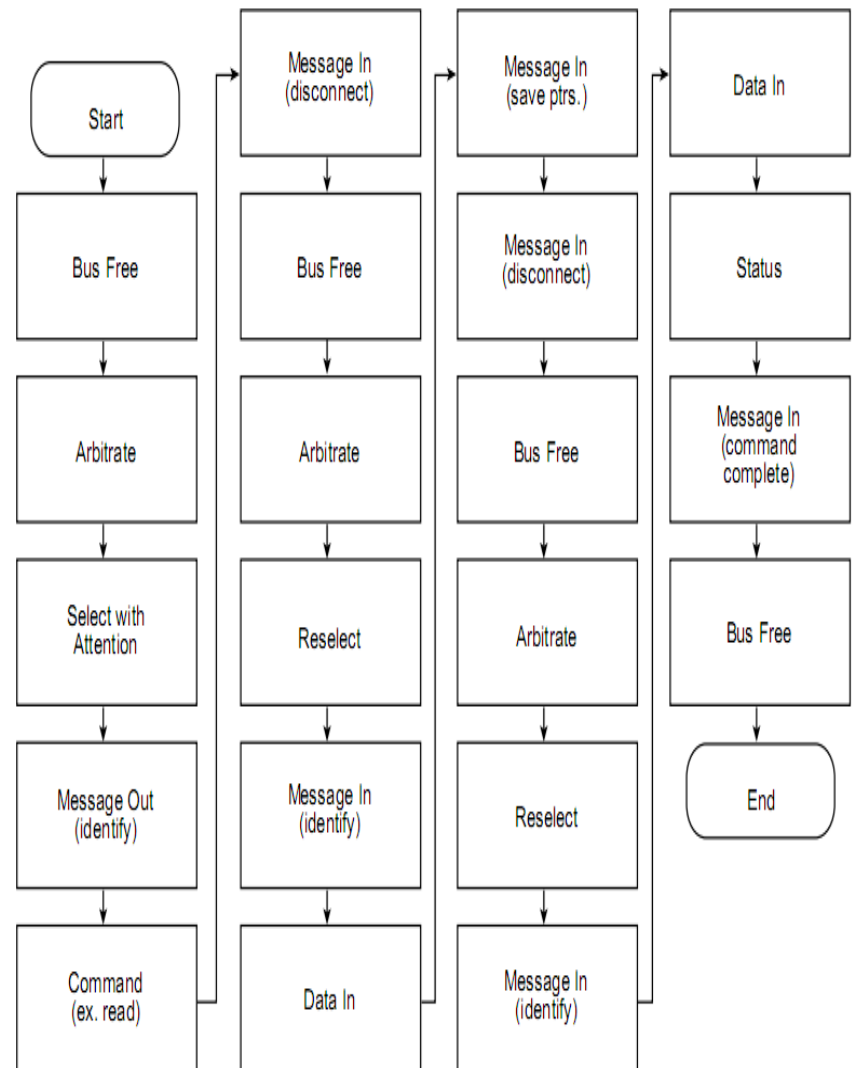 Start
Bus Free
Arbitrate
Select with
Attention
Message Out
(identify)
Command
(ex. read)
Message In
(disconnect)
Bus Free
Arbitrate
Reselect
Message In
(identify)
Data In
Message In
(save ptrs.)
Message In
(disconnect)
Bus Free
Arbitrate
Reselect
Message In
(identify)
Data In
Status
Message In
(command
complete)
Bus Free
End